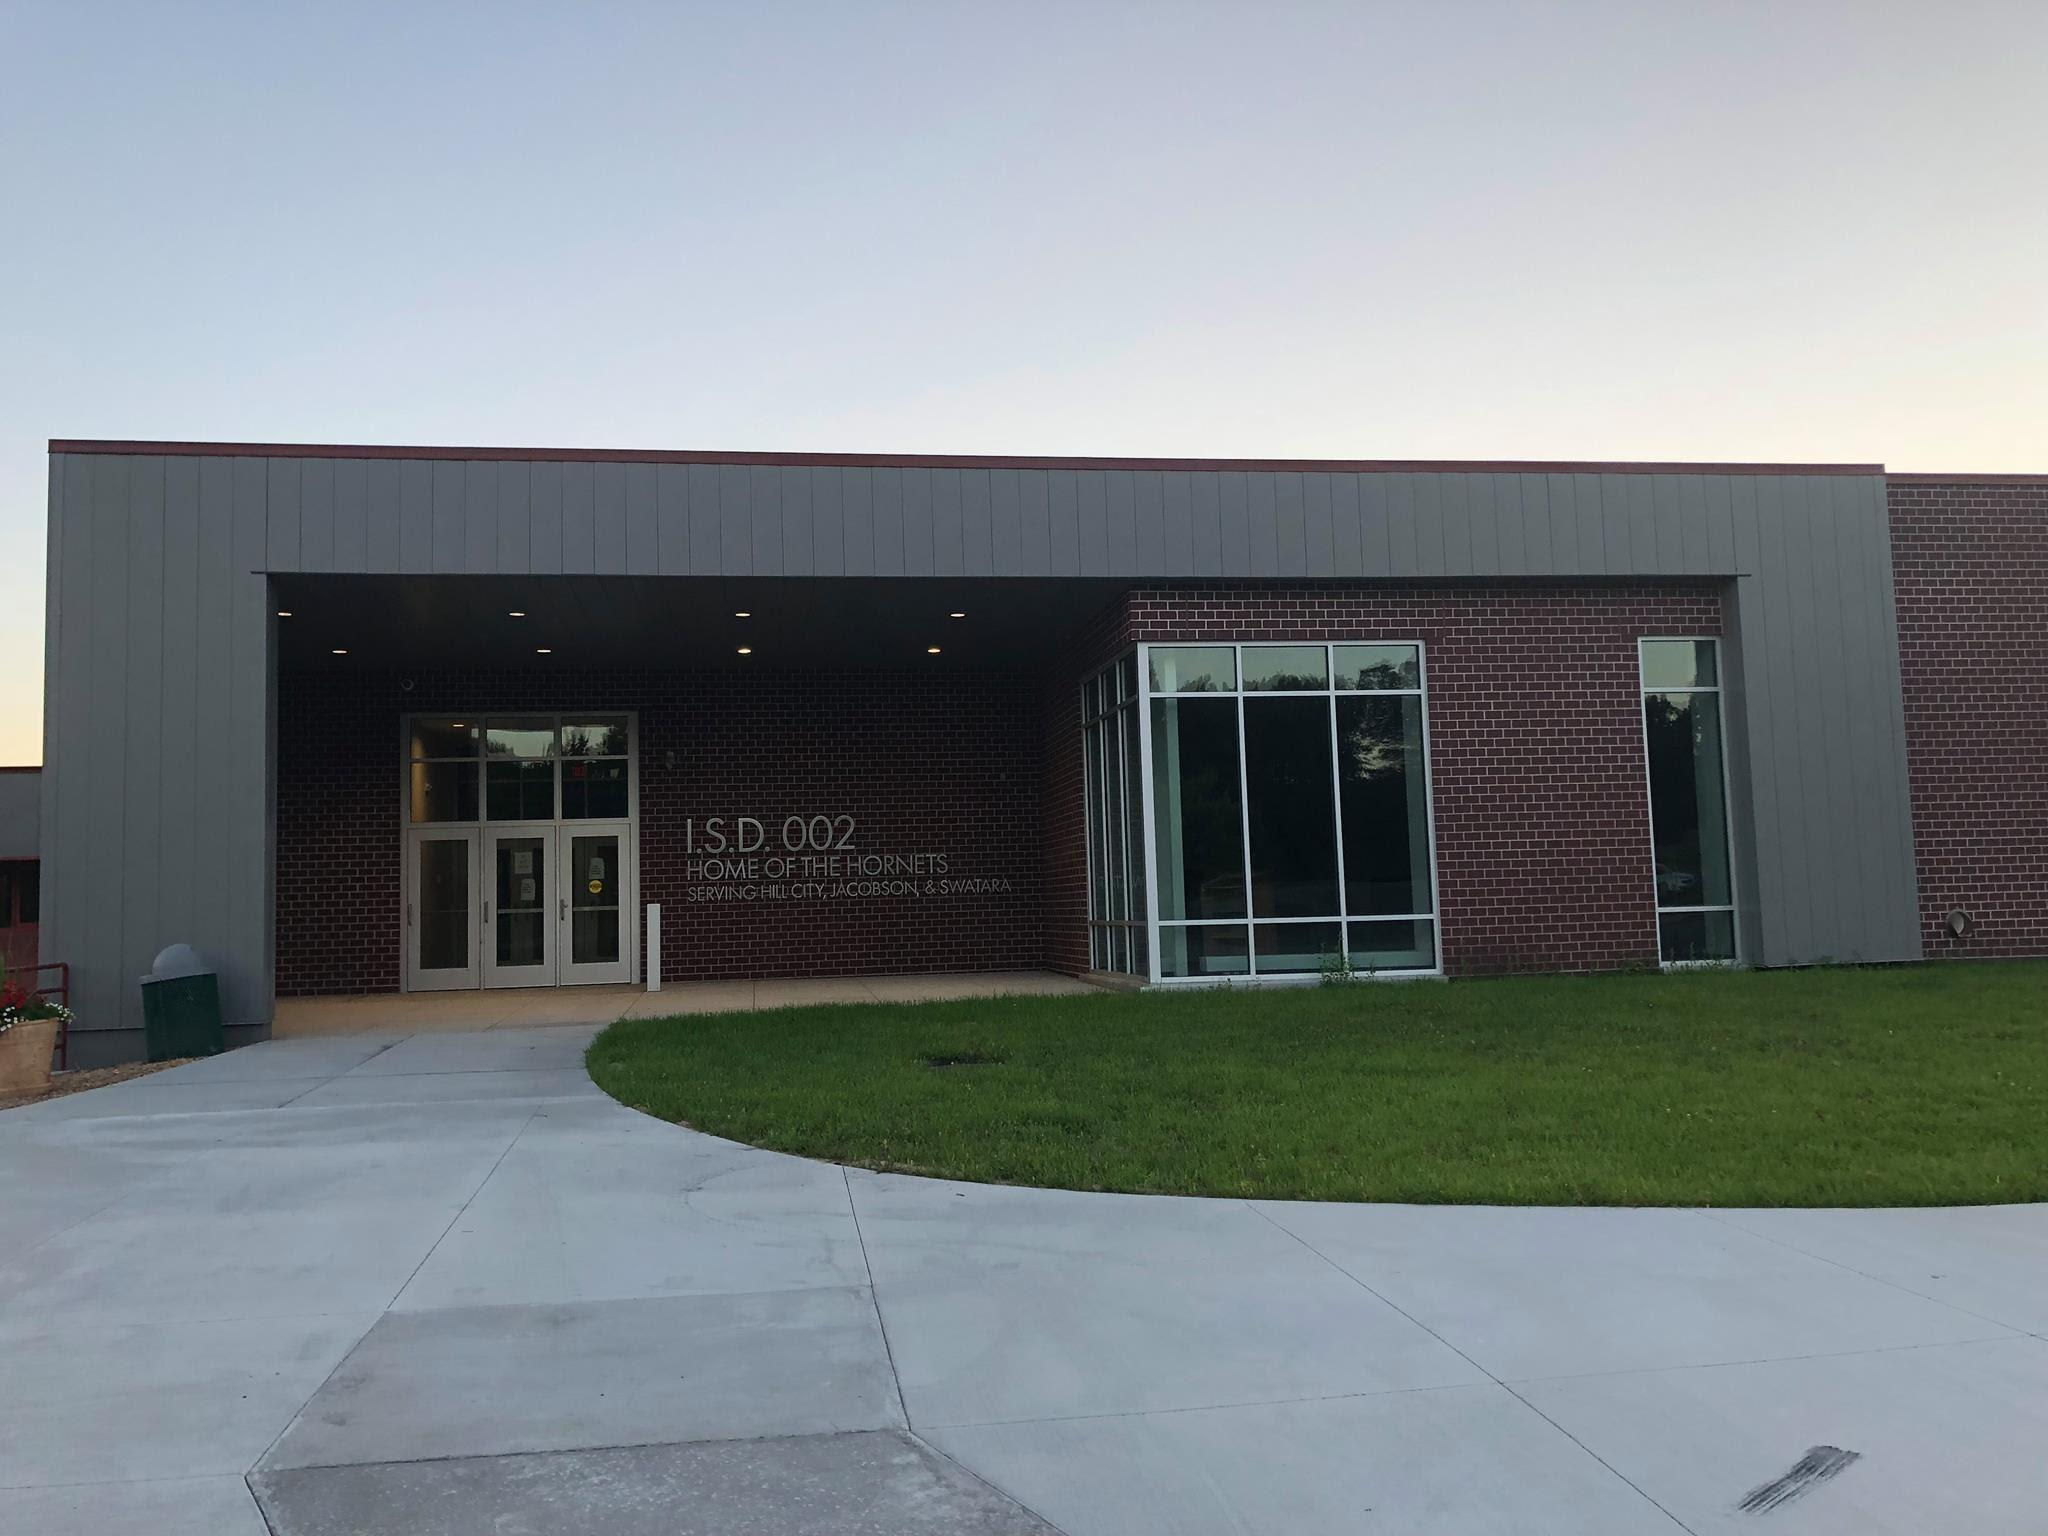 I.S.D. 002
HOME OF THE HORNETS
SERVING HILL CITY, JACOBSON, & SWATARA